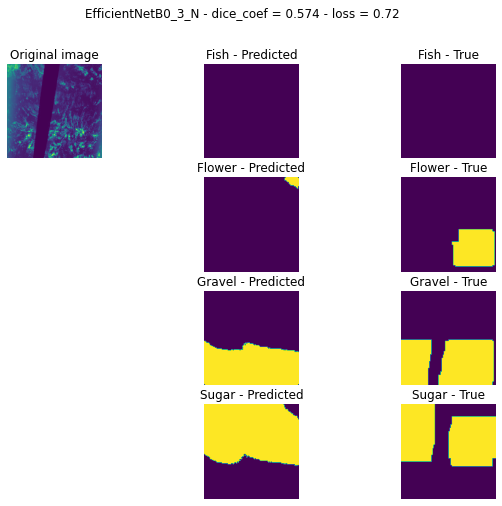 EfficientNetB0_3_N - dice_coef = 0.574 - loss = 0.72
Original image
Fish - Predicted
Fish - True
Flower - Predicted
Flower - True
Gravel - Predicted
Gravel - True
Sugar - Predicted
Sugar - True